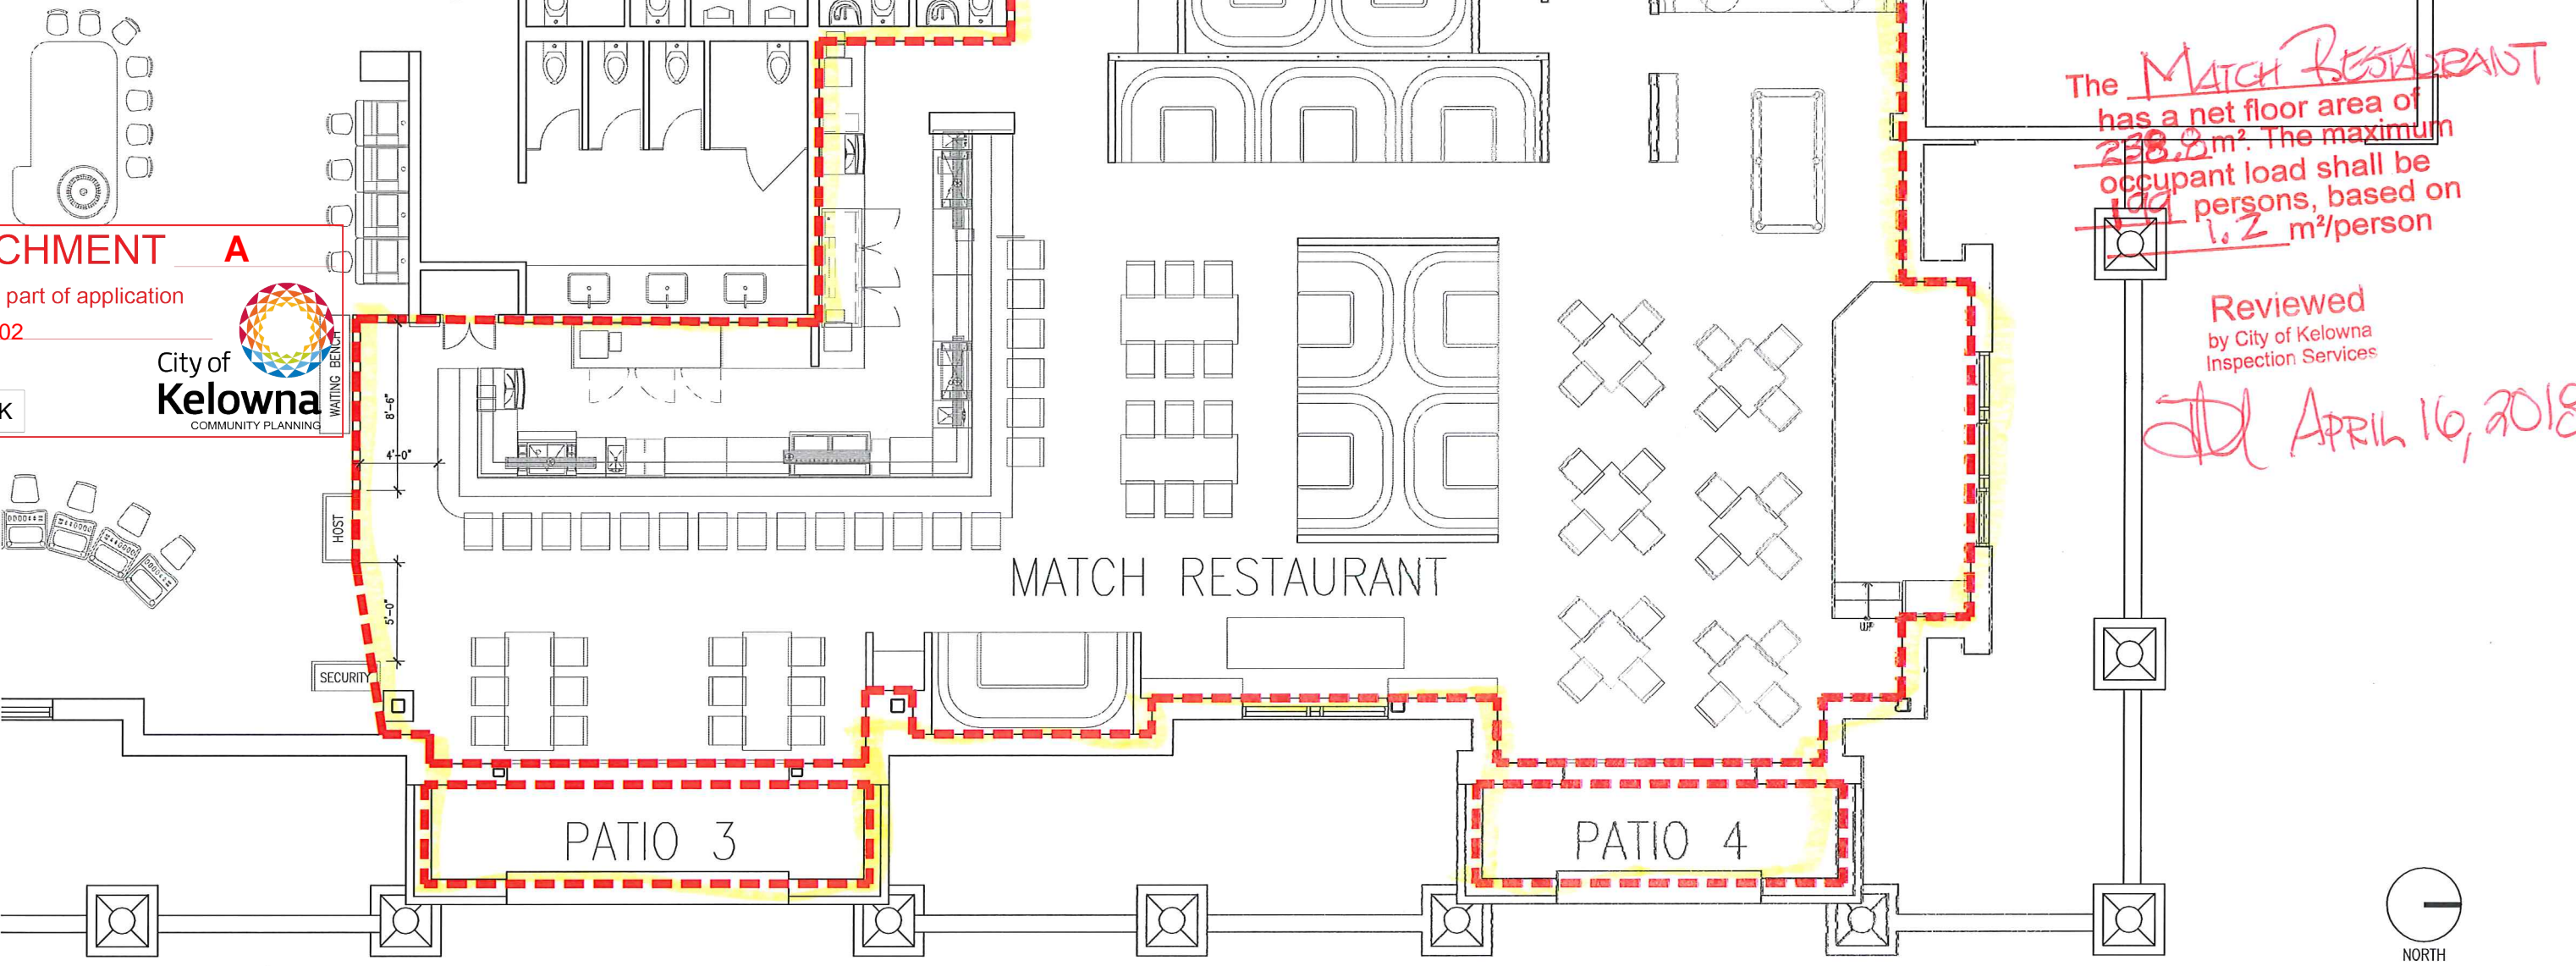 The MATCH RESTAURANT
has a net floor area of
238.8 m². The maximum
occupant load shall be
199 persons, based on
1.2 m²/person
Reviewed
by City of Kelowna
Inspection Services
APRIL 16, 2018
CHMENT A
part of application
02
City of
Kelowna
COMMUNITY PLANNING
K
WAITING BENCH
8'-6"
4'-0"
HOST
5'-0"
SECURITY
MATCH RESTAURANT
UP
PATIO 3
PATIO 4
NORTH